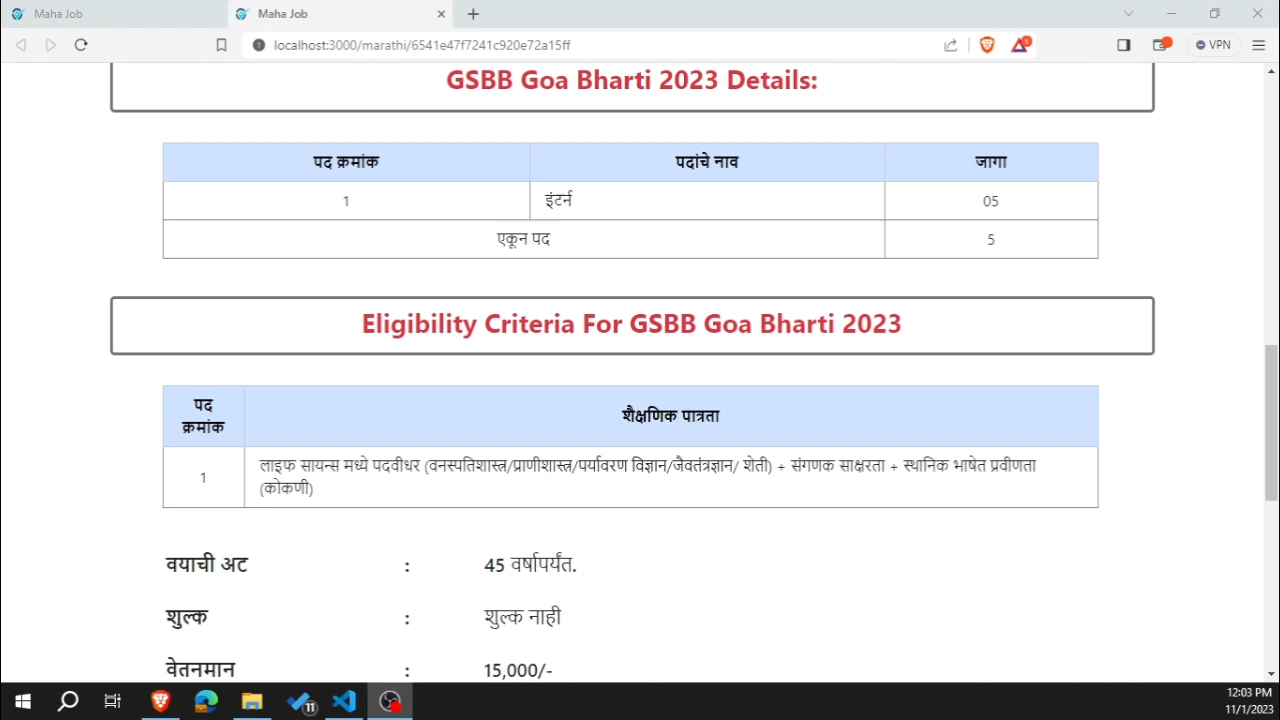 Maha Job
Maha Job
localhost:3000/marathi/6541e47f7241c920e72a15ff
1
VPN
GSBB Goa Bharti 2023 Details:
पद क्रमांक पदांचे नाव जागा
1 इंटर्न 05
एकून पद 5
Eligibility Criteria For GSBB Goa Bharti 2023
पद
क्रमांक
शैक्षणिक पात्रता
1
लाइफ सायन्स मध्ये पदवीधर (वनस्पतिशास्त्र/प्राणीशास्त्र/पर्यावरण विज्ञान/जैवतंत्रज्ञान/ शेती) + संगणक साक्षरता + स्थानिक भाषेत प्रवीणता
(कोकणी)
वयाची अट : 45 वर्षापर्यंत.
शुल्क : शुल्क नाही
वेतनमान : 15,000/-
11
12:03 PM
11/1/2023